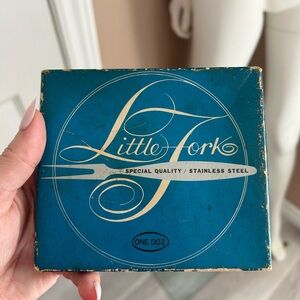 Little Fork
SPECIAL QUALITY / STAINLESS STEEL
ONE DOZ